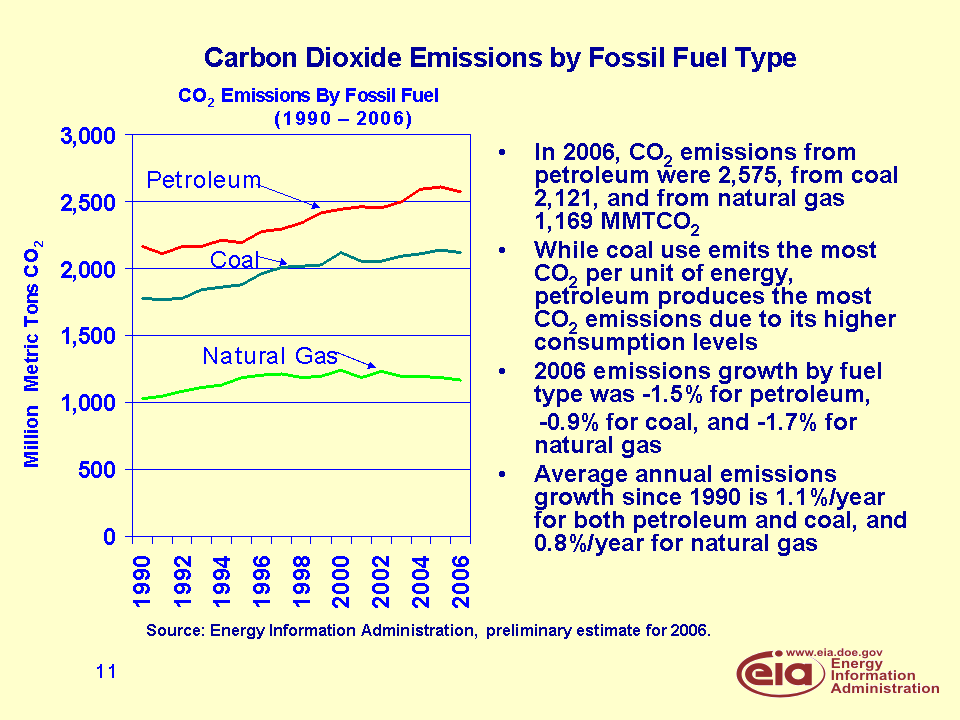 Carbon Dioxide Emissions by Fossil Fuel Type
CO2 Emissions By Fossil Fuel
(1990 – 2006)
Million Metric Tons CO2
3,000
2,500
2,000
1,500
1,000
500
0
Petroleum
Coal
Natural Gas
1990
1992
1994
1996
1998
2000
2002
2004
2006
• In 2006, CO2 emissions from
petroleum were 2,575, from coal
2,121, and from natural gas
1,169 MMTCO2
• While coal use emits the most
CO2 per unit of energy,
petroleum produces the most
CO2 emissions due to its higher
consumption levels
• 2006 emissions growth by fuel
type was -1.5% for petroleum,
-0.9% for coal, and -1.7% for
natural gas
• Average annual emissions
growth since 1990 is 1.1%/year
for both petroleum and coal, and
0.8%/year for natural gas
Source: Energy Information Administration, preliminary estimate for 2006.
11
www.eia.doe.gov
eia
Energy
Information
Administration